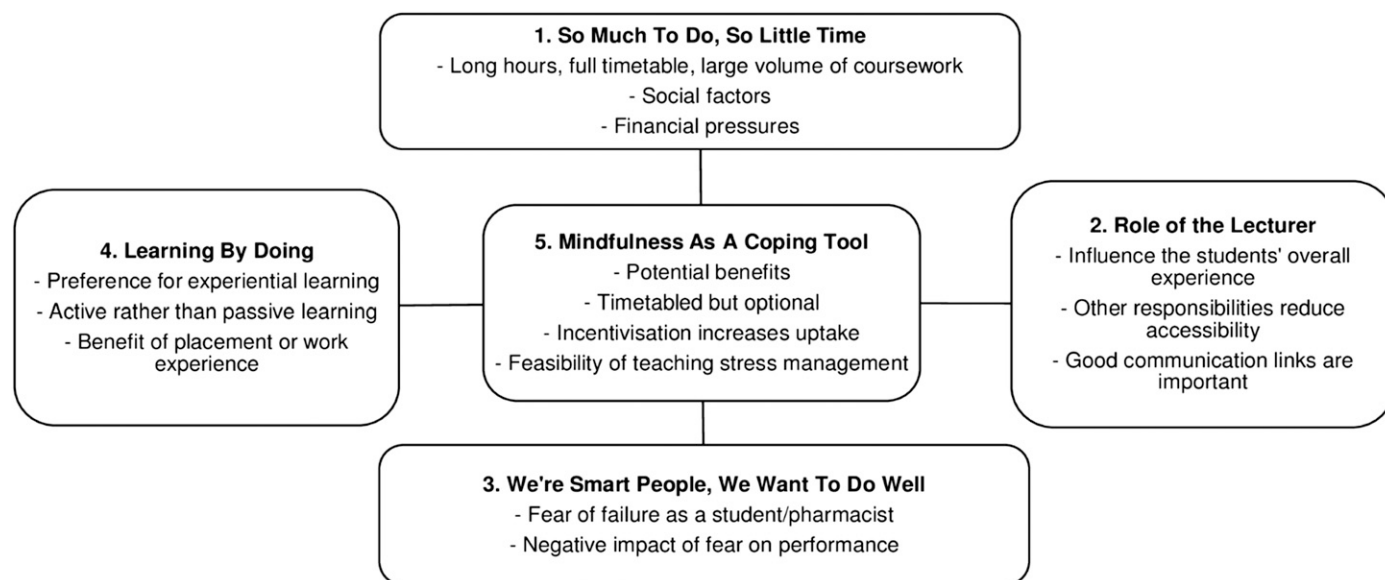 1. So Much To Do, So Little Time
- Long hours, full timetable, large volume of coursework
- Social factors
- Financial pressures
4. Learning By Doing
- Preference for experiential learning
- Active rather than passive learning
- Benefit of placement or work
experience
5. Mindfulness As A Coping Tool
- Potential benefits
- Timetabled but optional
- Incentivisation increases uptake
- Feasibility of teaching stress management
2. Role of the Lecturer
- Influence the students' overall
experience
- Other responsibilities reduce
accessibility
- Good communication links are
important
3. We're Smart People, We Want To Do Well
- Fear of failure as a student/pharmacist
- Negative impact of fear on performance